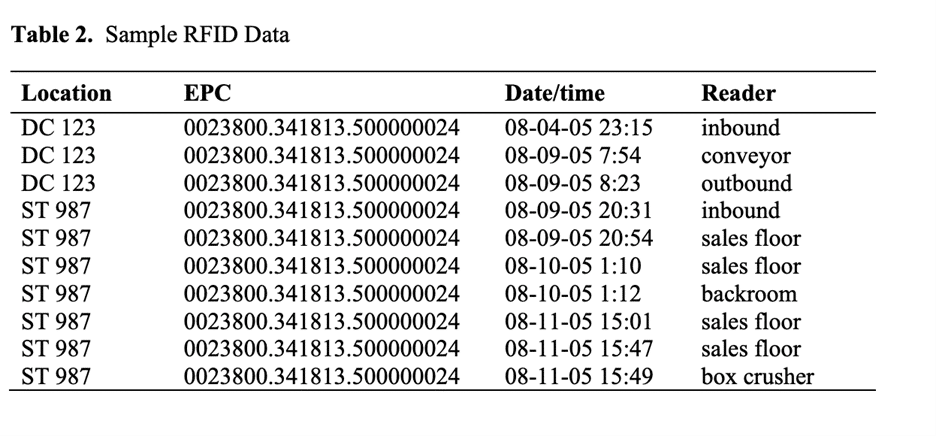 Table 2. Sample RFID Data
Location EPC Date/time Reader
DC 123 0023800.341813.500000024 08-04-05 23:15 inbound
DC 123 0023800.341813.500000024 08-09-05 7:54 conveyor
DC 123 0023800.341813.500000024 08-09-05 8:23 outbound
ST 987 0023800.341813.500000024 08-09-05 20:31 inbound
ST 987 0023800.341813.500000024 08-09-05 20:54 sales floor
ST 987 0023800.341813.500000024 08-10-05 1:10 sales floor
ST 987 0023800.341813.500000024 08-10-05 1:12 backroom
ST 987 0023800.341813.500000024 08-11-05 15:01 sales floor
ST 987 0023800.341813.500000024 08-11-05 15:47 sales floor
ST 987 0023800.341813.500000024 08-11-05 15:49 box crusher